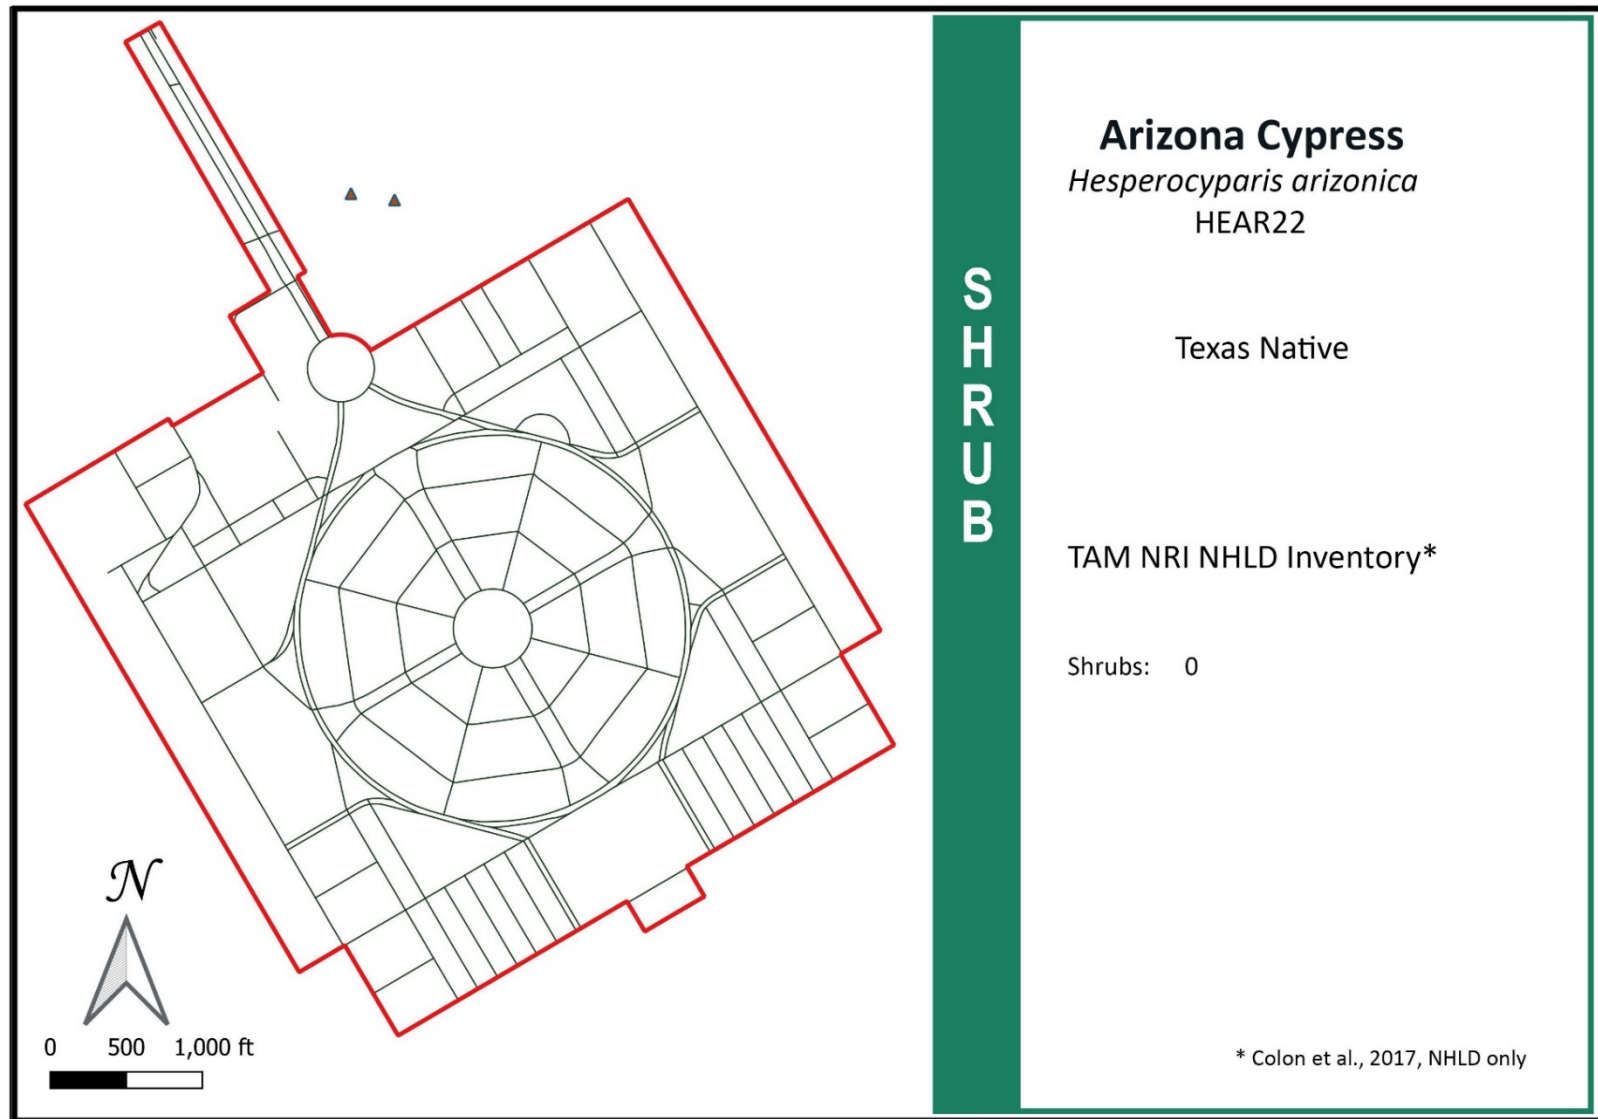 N
0 500 1,000 ft
SHRUB
Arizona Cypress
Hesperocyparis arizonica
HEAR22
Texas Native
TAM NRI NHLD Inventory*
Shrubs: 0
* Colon et al., 2017, NHLD only